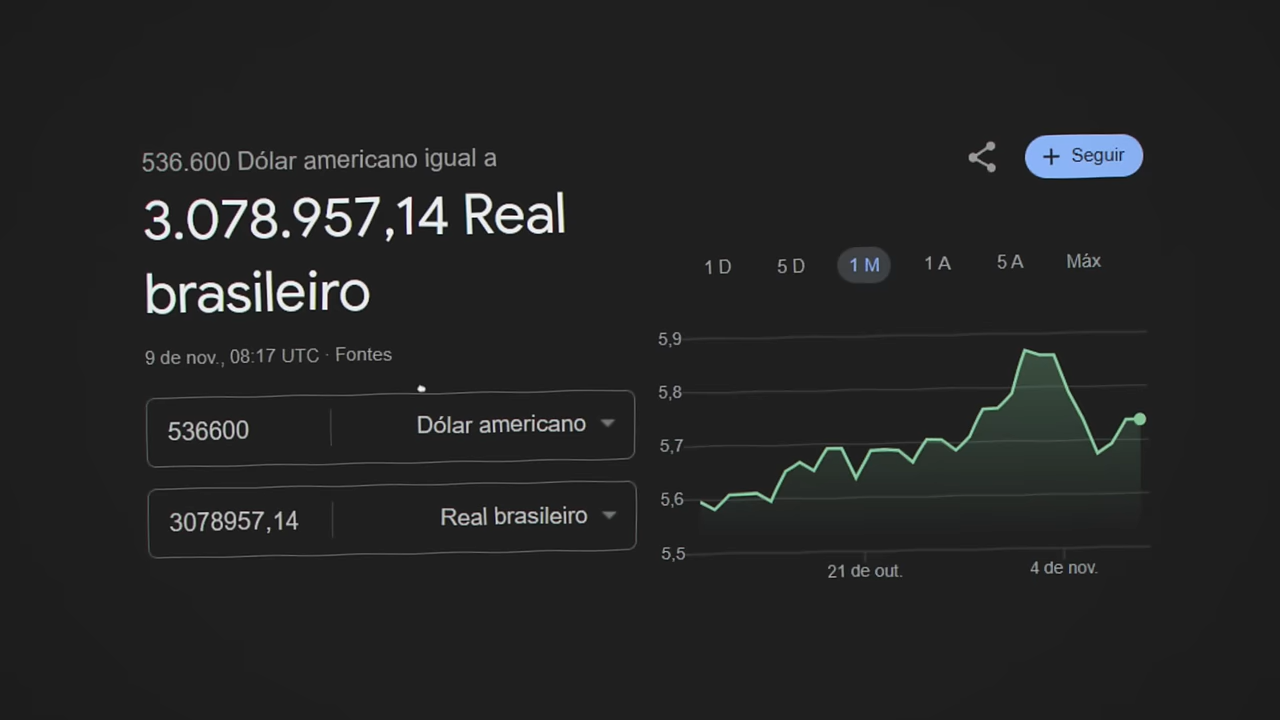 536.600 Dólar americano igual a
3.078.957,14 Real
brasileiro
9 de nov., 08:17 UTC · Fontes
536600
Dólar americano
3078957,14
Real brasileiro
Seguir
1 D
5 D
1 M
1 A
5 A
Máx
5,9
5,8
5,7
5,6
5,5
21 de out.
4 de nov.